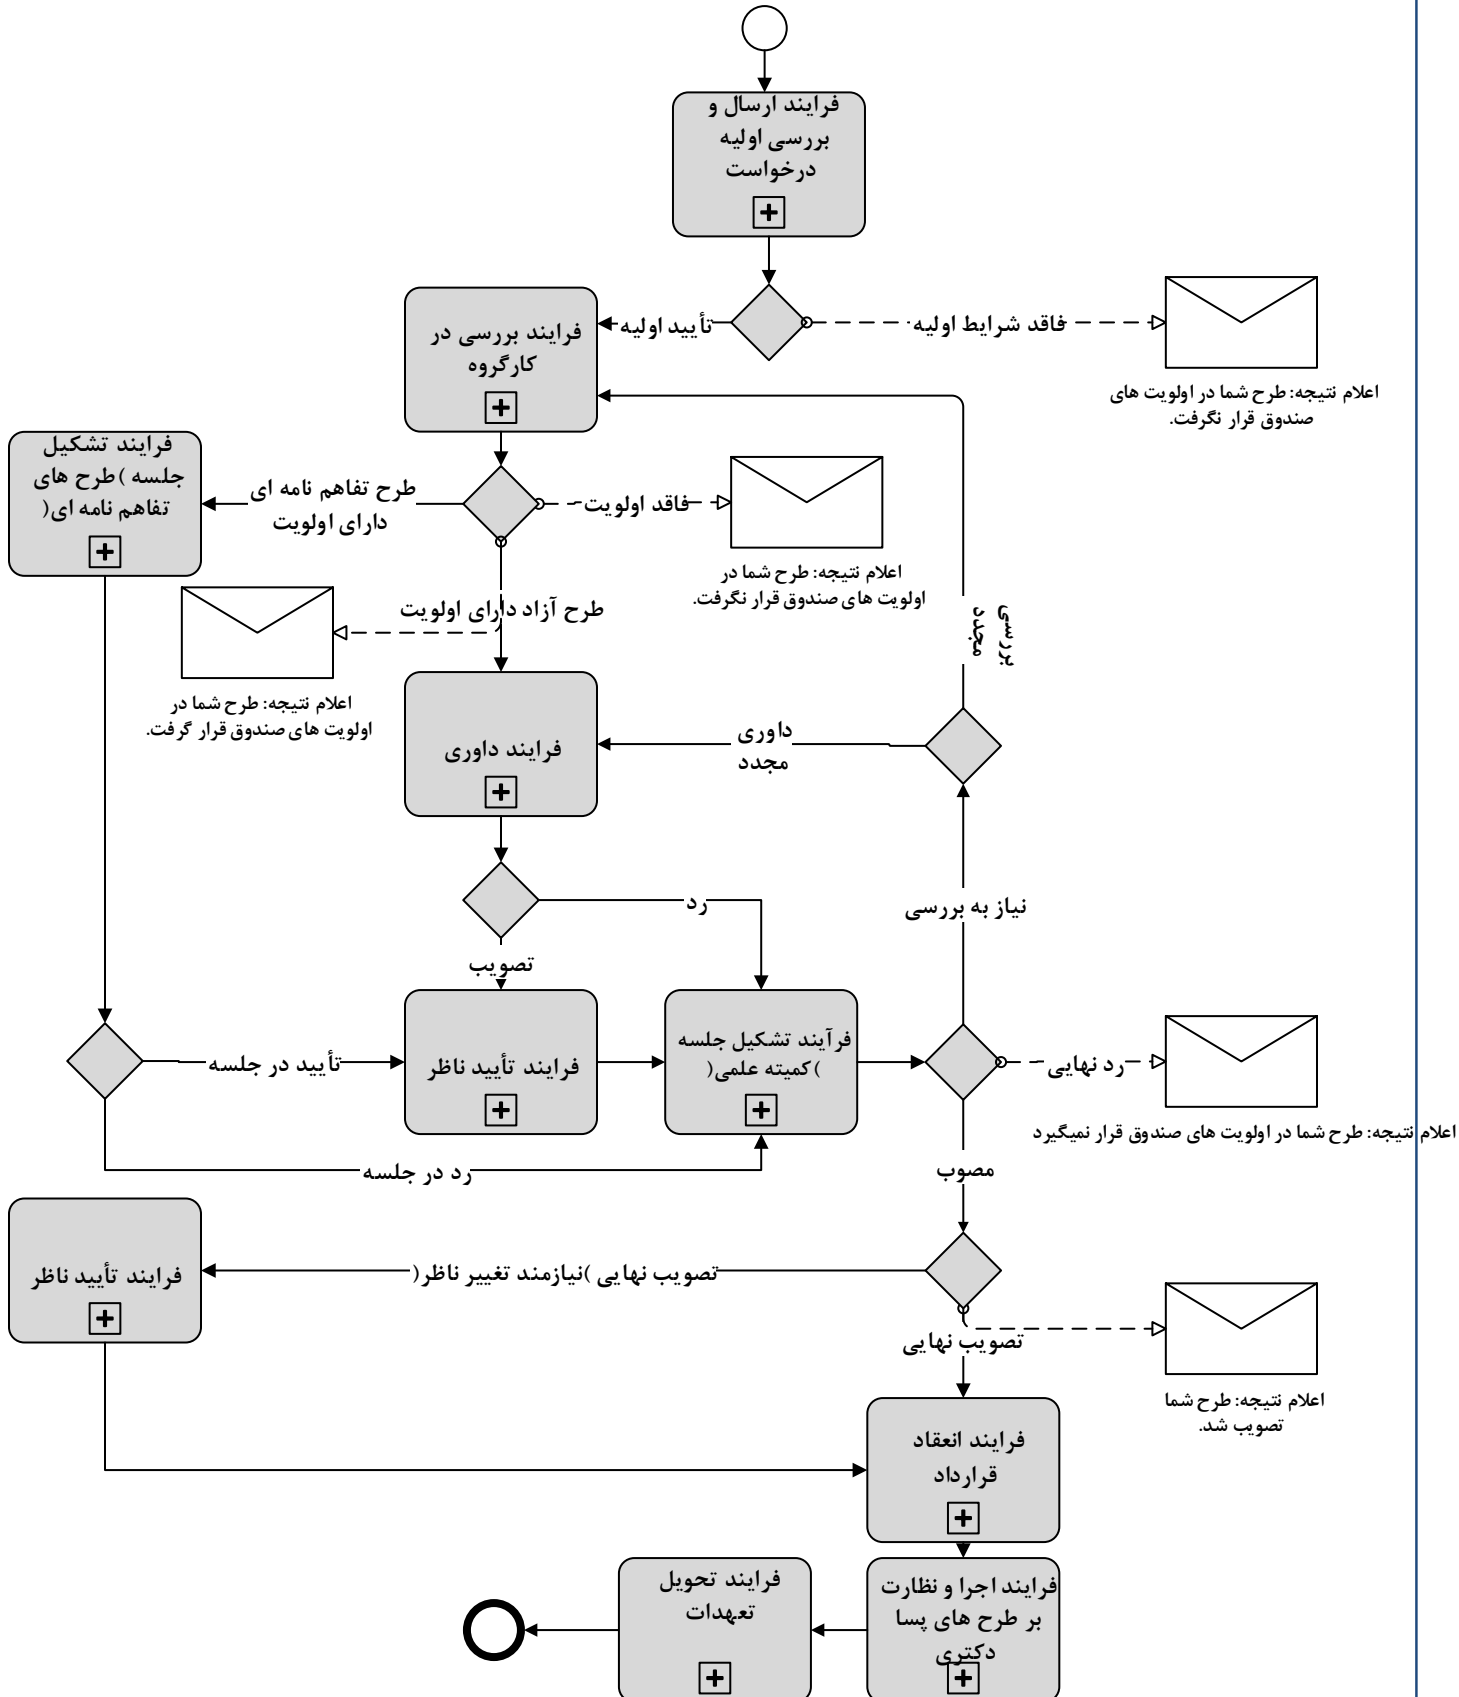 فرایند ارسال و
بررسی اولیه
درخواست
تأیید اولیه
فاقد شرایط اولیه
اعلام نتیجه: طرح شما در اولویت های
صندوق قرار نگرفت.
فرایند بررسی در
کارگروه
فرایند تشکیل
جلسه )طرح های
تفاهم نامه ای(
طرح تفاهم نامه ای
دارای اولویت
فاقد اولویت
اعلام نتیجه: طرح شما در
اولویت های صندوق قرار نگرفت.
طرح آزاد دارای اولویت
بررسی
مجدد
اعلام نتیجه: طرح شما در
اولویت های صندوق قرار گرفت.
فرایند داوری
داوری
مجدد
رد
نیاز به بررسی
تصویب
تأیید در جلسه
فرایند تأیید ناظر
فرآیند تشکیل جلسه
)کمیته علمی(
رد نهایی
اعلام نتیجه: طرح شما در اولویت های صندوق قرار نمیگیرد
رد در جلسه
مصوب
فرایند تأیید ناظر
تصویب نهایی )نیازمند تغییر ناظر(
تصویب نهایی
اعلام نتیجه: طرح شما
تصویب شد.
فرایند انعقاد
قرارداد
فرایند اجرا و نظارت
بر طرح های پسا
دکتری
فرایند تحویل
تعهدات